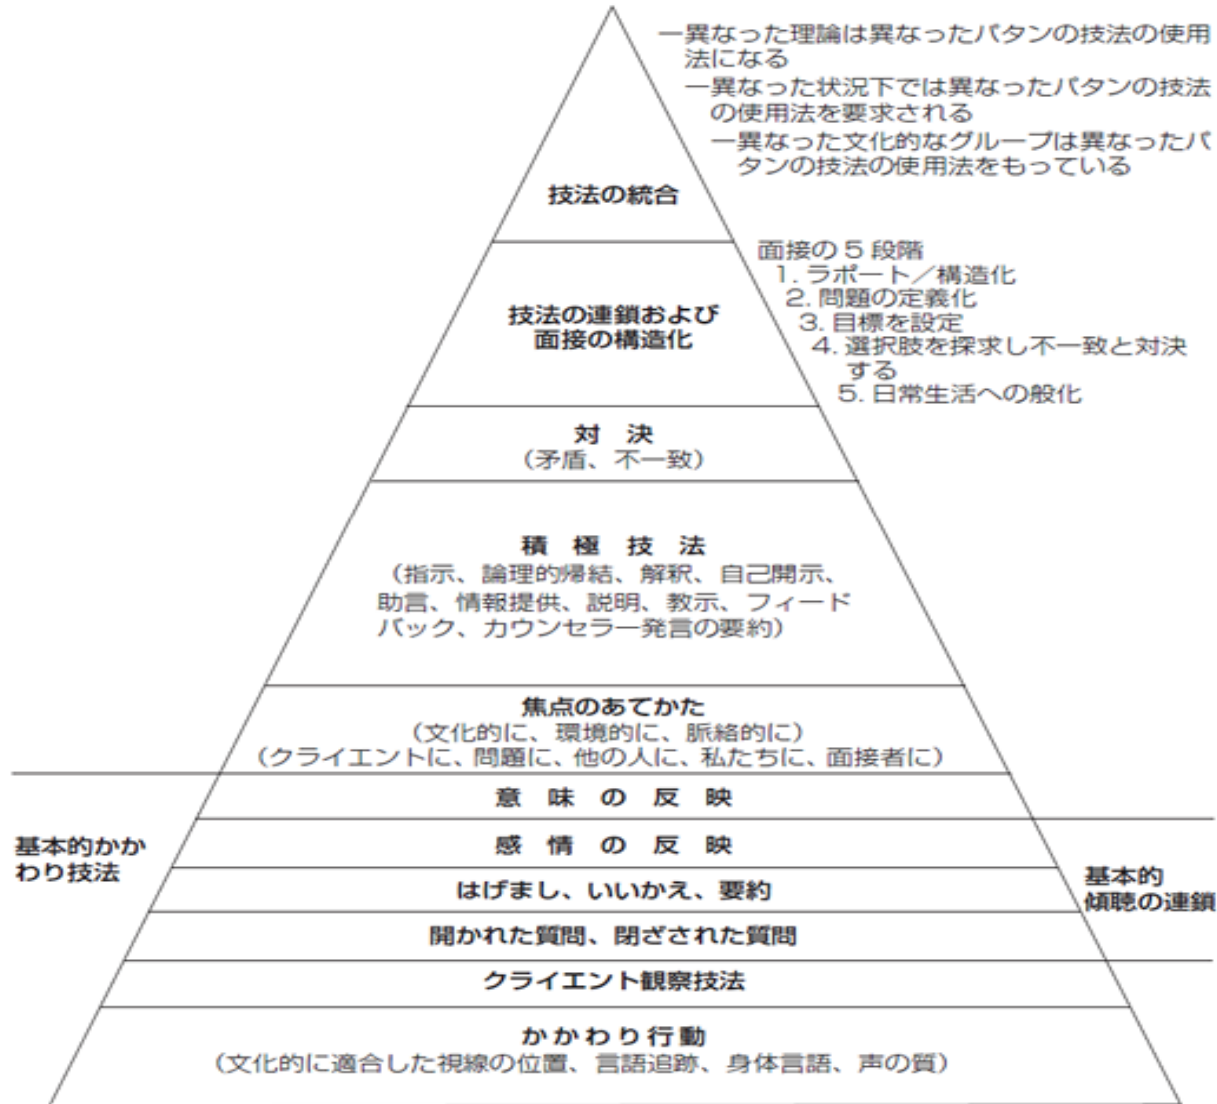 ―異なった理論は異なったパタンの技法の使用
法になる
―異なった状況下では異なったパタンの技法
の使用法を要求される
―異なった文化的なグループは異なったパ
タンの技法の使用法をもっている
技法の統合
面接の5段階
1. ラポート／構造化
2. 問題の定義化
3. 目標を設定
4. 選択肢を探求し不一致と対決
する
5. 日常生活への般化
技法の連鎖および
面接の構造化
対 決
（矛盾、不一致）
積 極 技 法
（指示、論理的帰結、解釈、自己開示、
助言、情報提供、説明、教示、フィード
バック、カウンセラー発言の要約）
焦点のあてかた
（文化的に、環境的に、脈絡的に）
（クライエントに、問題に、他の人に、私たちに、面接者に）
意 味 の 反 映
基本的かか
わり技法
感 情 の 反 映
はげまし、いいかえ、要約
基本的
傾聴の連鎖
開かれた質問、閉ざされた質問
クライエント観察技法
かかわり行動
（文化的に適合した視線の位置、言語追跡、身体言語、声の質）